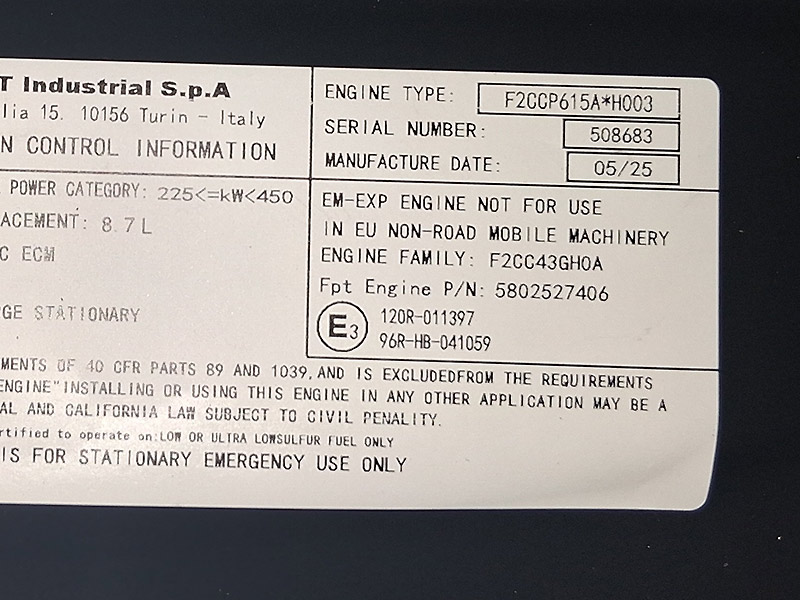 T Industrial S.p.A
lia 15. 10156 Turin - Italy
N CONTROL INFORMATION
POWER CATEGORY: 225<=kW<450
ACEMENT: 8.7L
C ECM
GE STATIONARY
ENGINE TYPE: F2CCP615A*H003
SERIAL NUMBER: 508683
MANUFACTURE DATE: 05/25
EM-EXP ENGINE NOT FOR USE
IN EU NON-ROAD MOBILE MACHINERY
ENGINE FAMILY: F2CC43GH0A
Fpt Engine P/N: 5802527406
E3
120R-011397
96R-HB-041059
MENTS OF 40 CFR PARTS 89 AND 1039,AND IS EXCLUDEDFROM THE REQUIREMENTS
ENGINE"INSTALLING OR USING THIS ENGINE IN ANY OTHER APPLICATION MAY BE A
AL AND CALIFORNIA LAW SUBJECT TO CIVIL PENALITY.
rtified to operate on:LOW OR ULTRA LOWSULFUR FUEL ONLY
IS FOR STATIONARY EMERGENCY USE ONLY